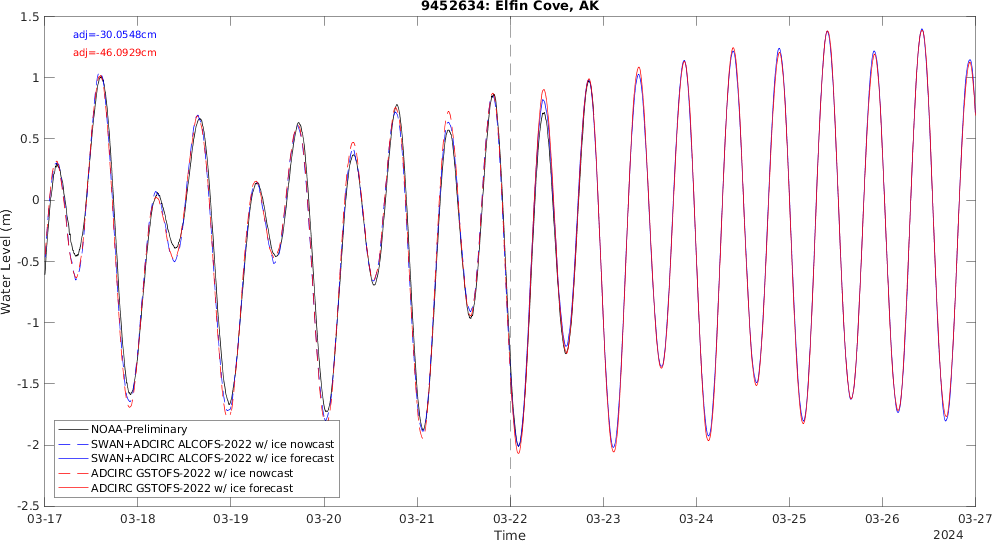 9452634: Elfin Cove, AK
adj=-30.0548cm
adj=-46.0929cm
Water Level (m)
1.5
1
0.5
0
-0.5
-1
-1.5
-2
-2.5
NOAA-Preliminary
SWAN+ADCIRC ALCOFS-2022 w/ ice nowcast
SWAN+ADCIRC ALCOFS-2022 w/ ice forecast
ADCIRC GSTOFS-2022 w/ ice nowcast
ADCIRC GSTOFS-2022 w/ ice forecast
03-17 03-18 03-19 03-20 03-21 03-22 03-23 03-24 03-25 03-26 03-27
Time
2024